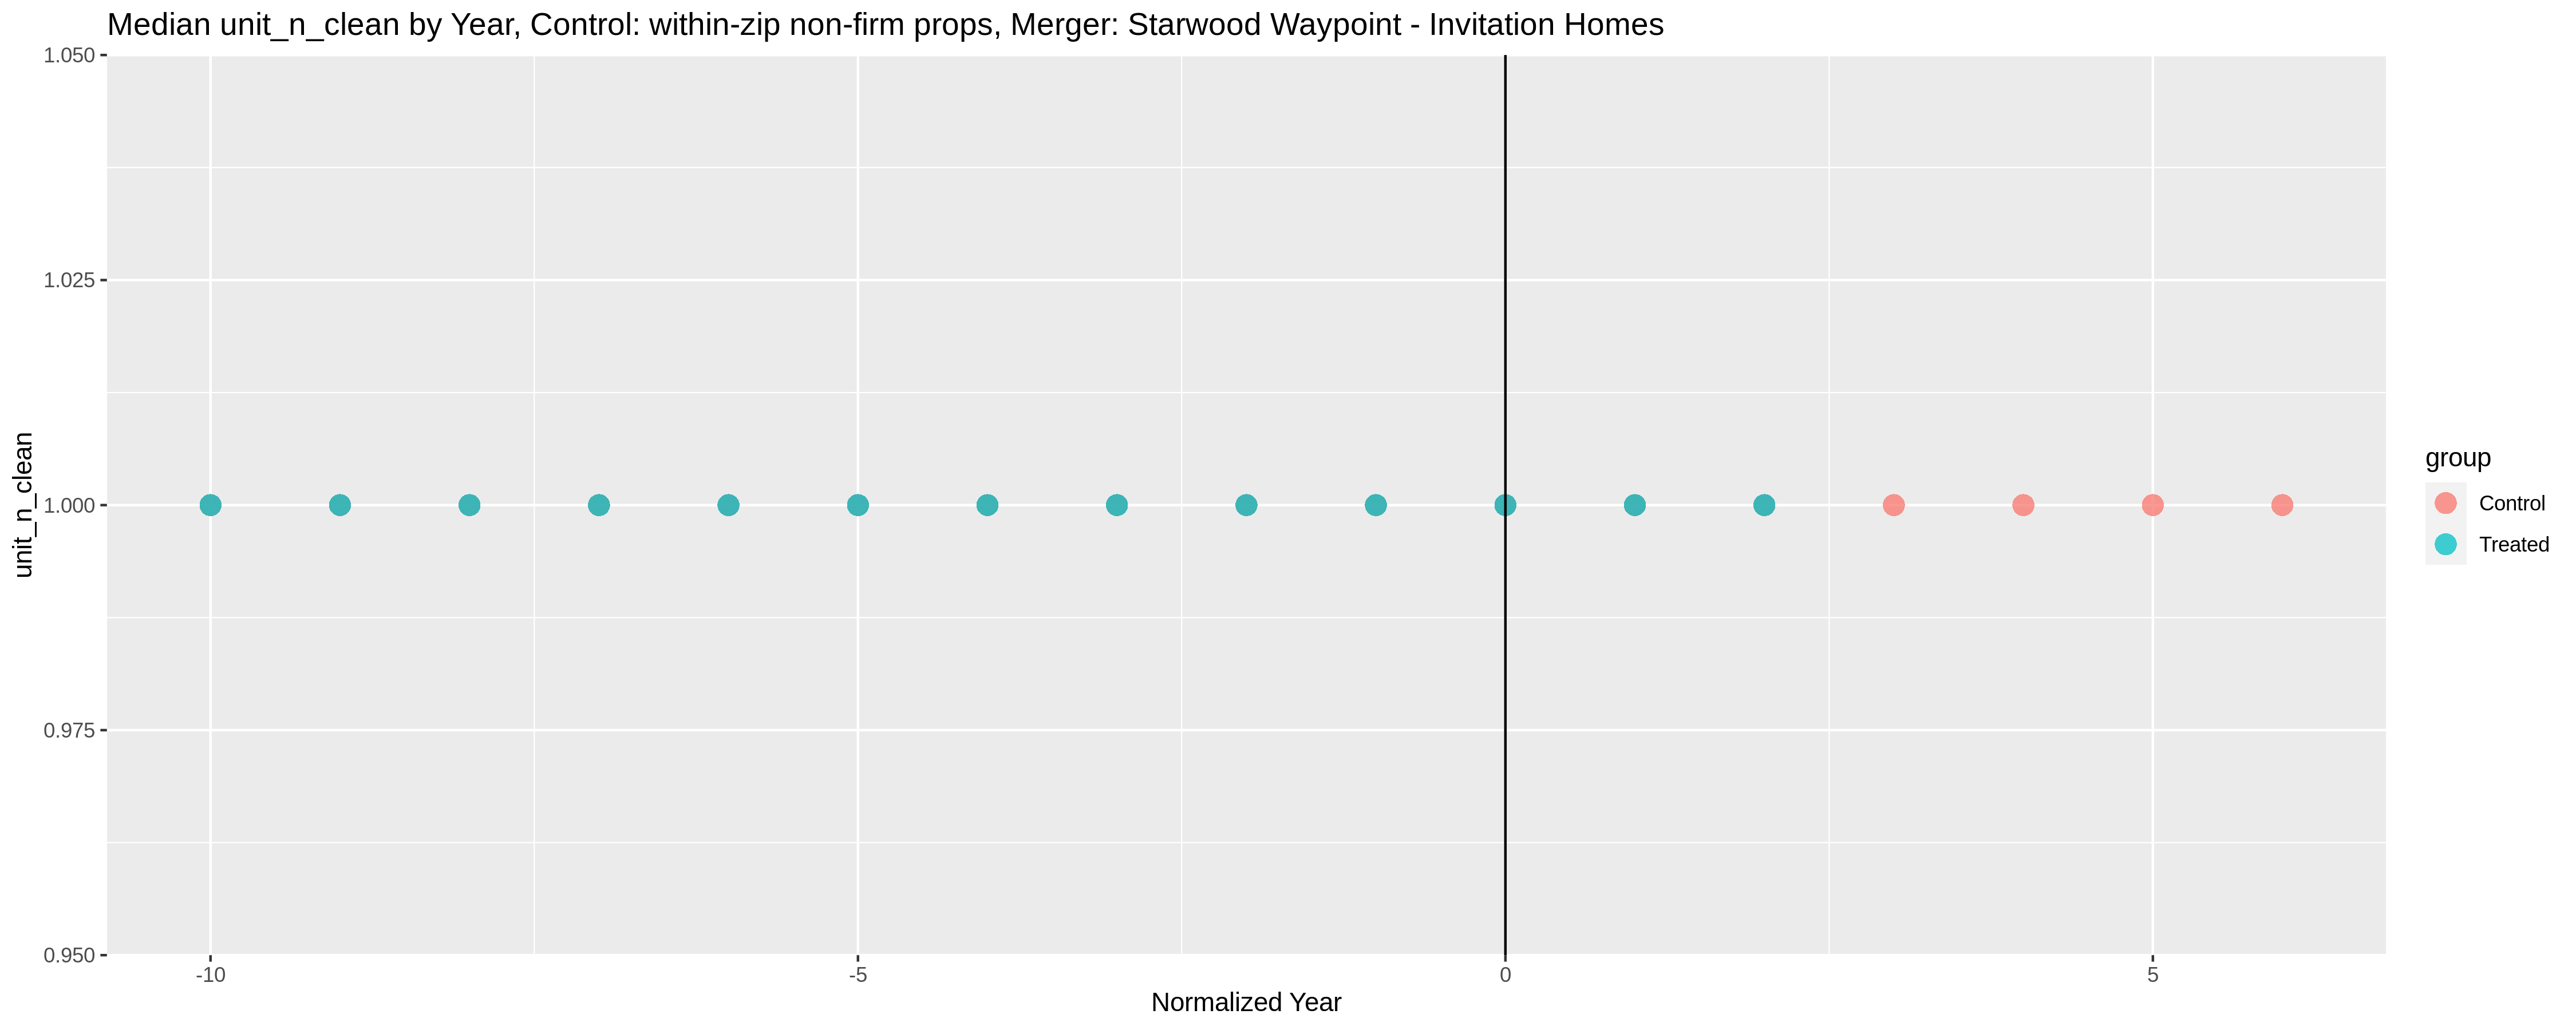 Median unit_n_clean by Year, Control: within-zip non-firm props, Merger: Starwood Waypoint - Invitation Homes
1.050
1.025
1.000
0.975
0.950
unit_n_clean
-10
-5
0
5
Normalized Year
group
Control
Treated